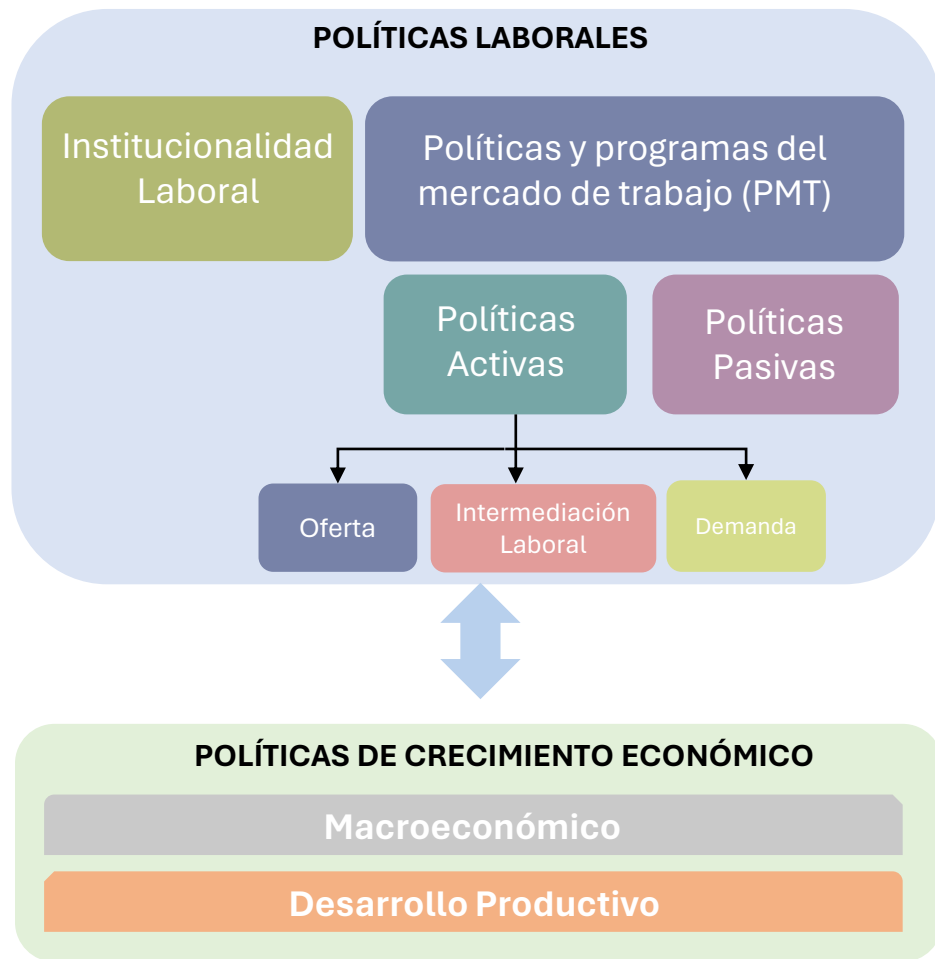 POLÍTICAS LABORALES
Institucionalidad
Laboral
Políticas y programas del
mercado de trabajo (PMT)
Políticas
Activas
Políticas
Pasivas
Oferta
Intermediación
Laboral
Demanda
POLÍTICAS DE CRECIMIENTO ECONÓMICO
Macroeconómico
Desarrollo Productivo